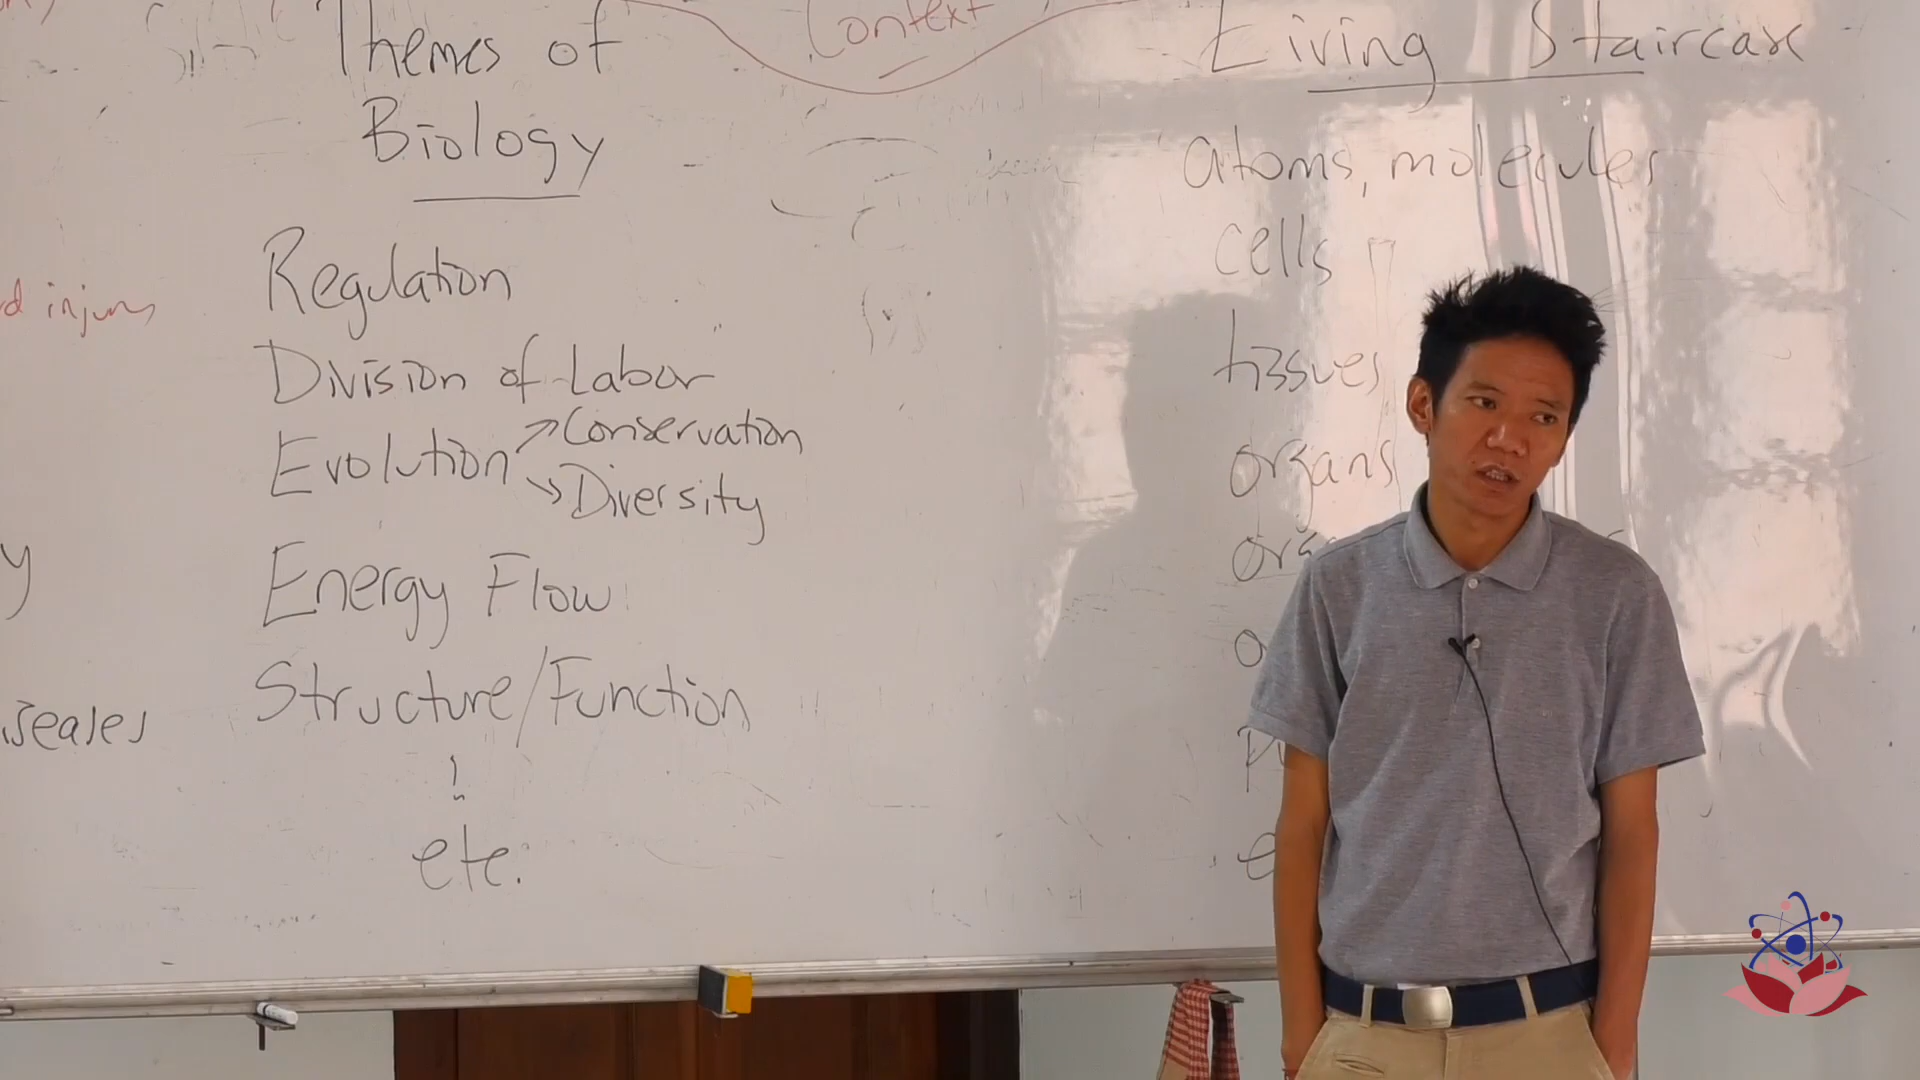 Context
Themes of
Biology
Regulation
Division of Labor
Evolution
Conservation
Diversity
Energy Flow
Structure/Function
etc.
injury
Living Staircase
atoms, molecules
cells
tissues
organs